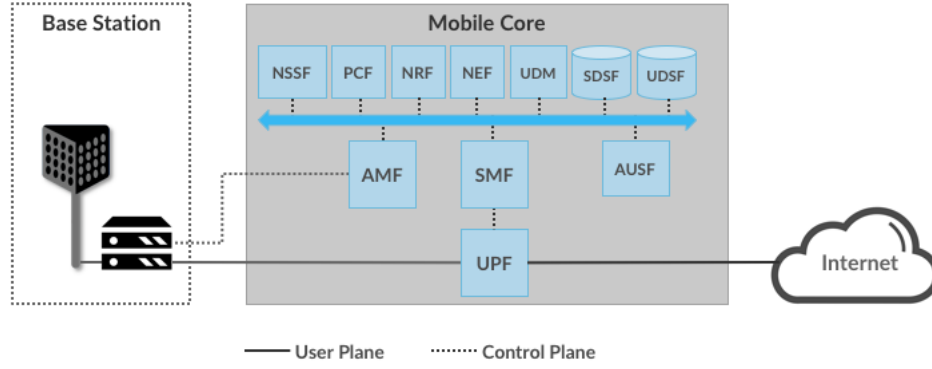 Base Station
Mobile Core
NSSF PCF NRF NEF UDM SDSF UDSF
AMF SMF AUSF
UPF
Internet
User Plane Control Plane